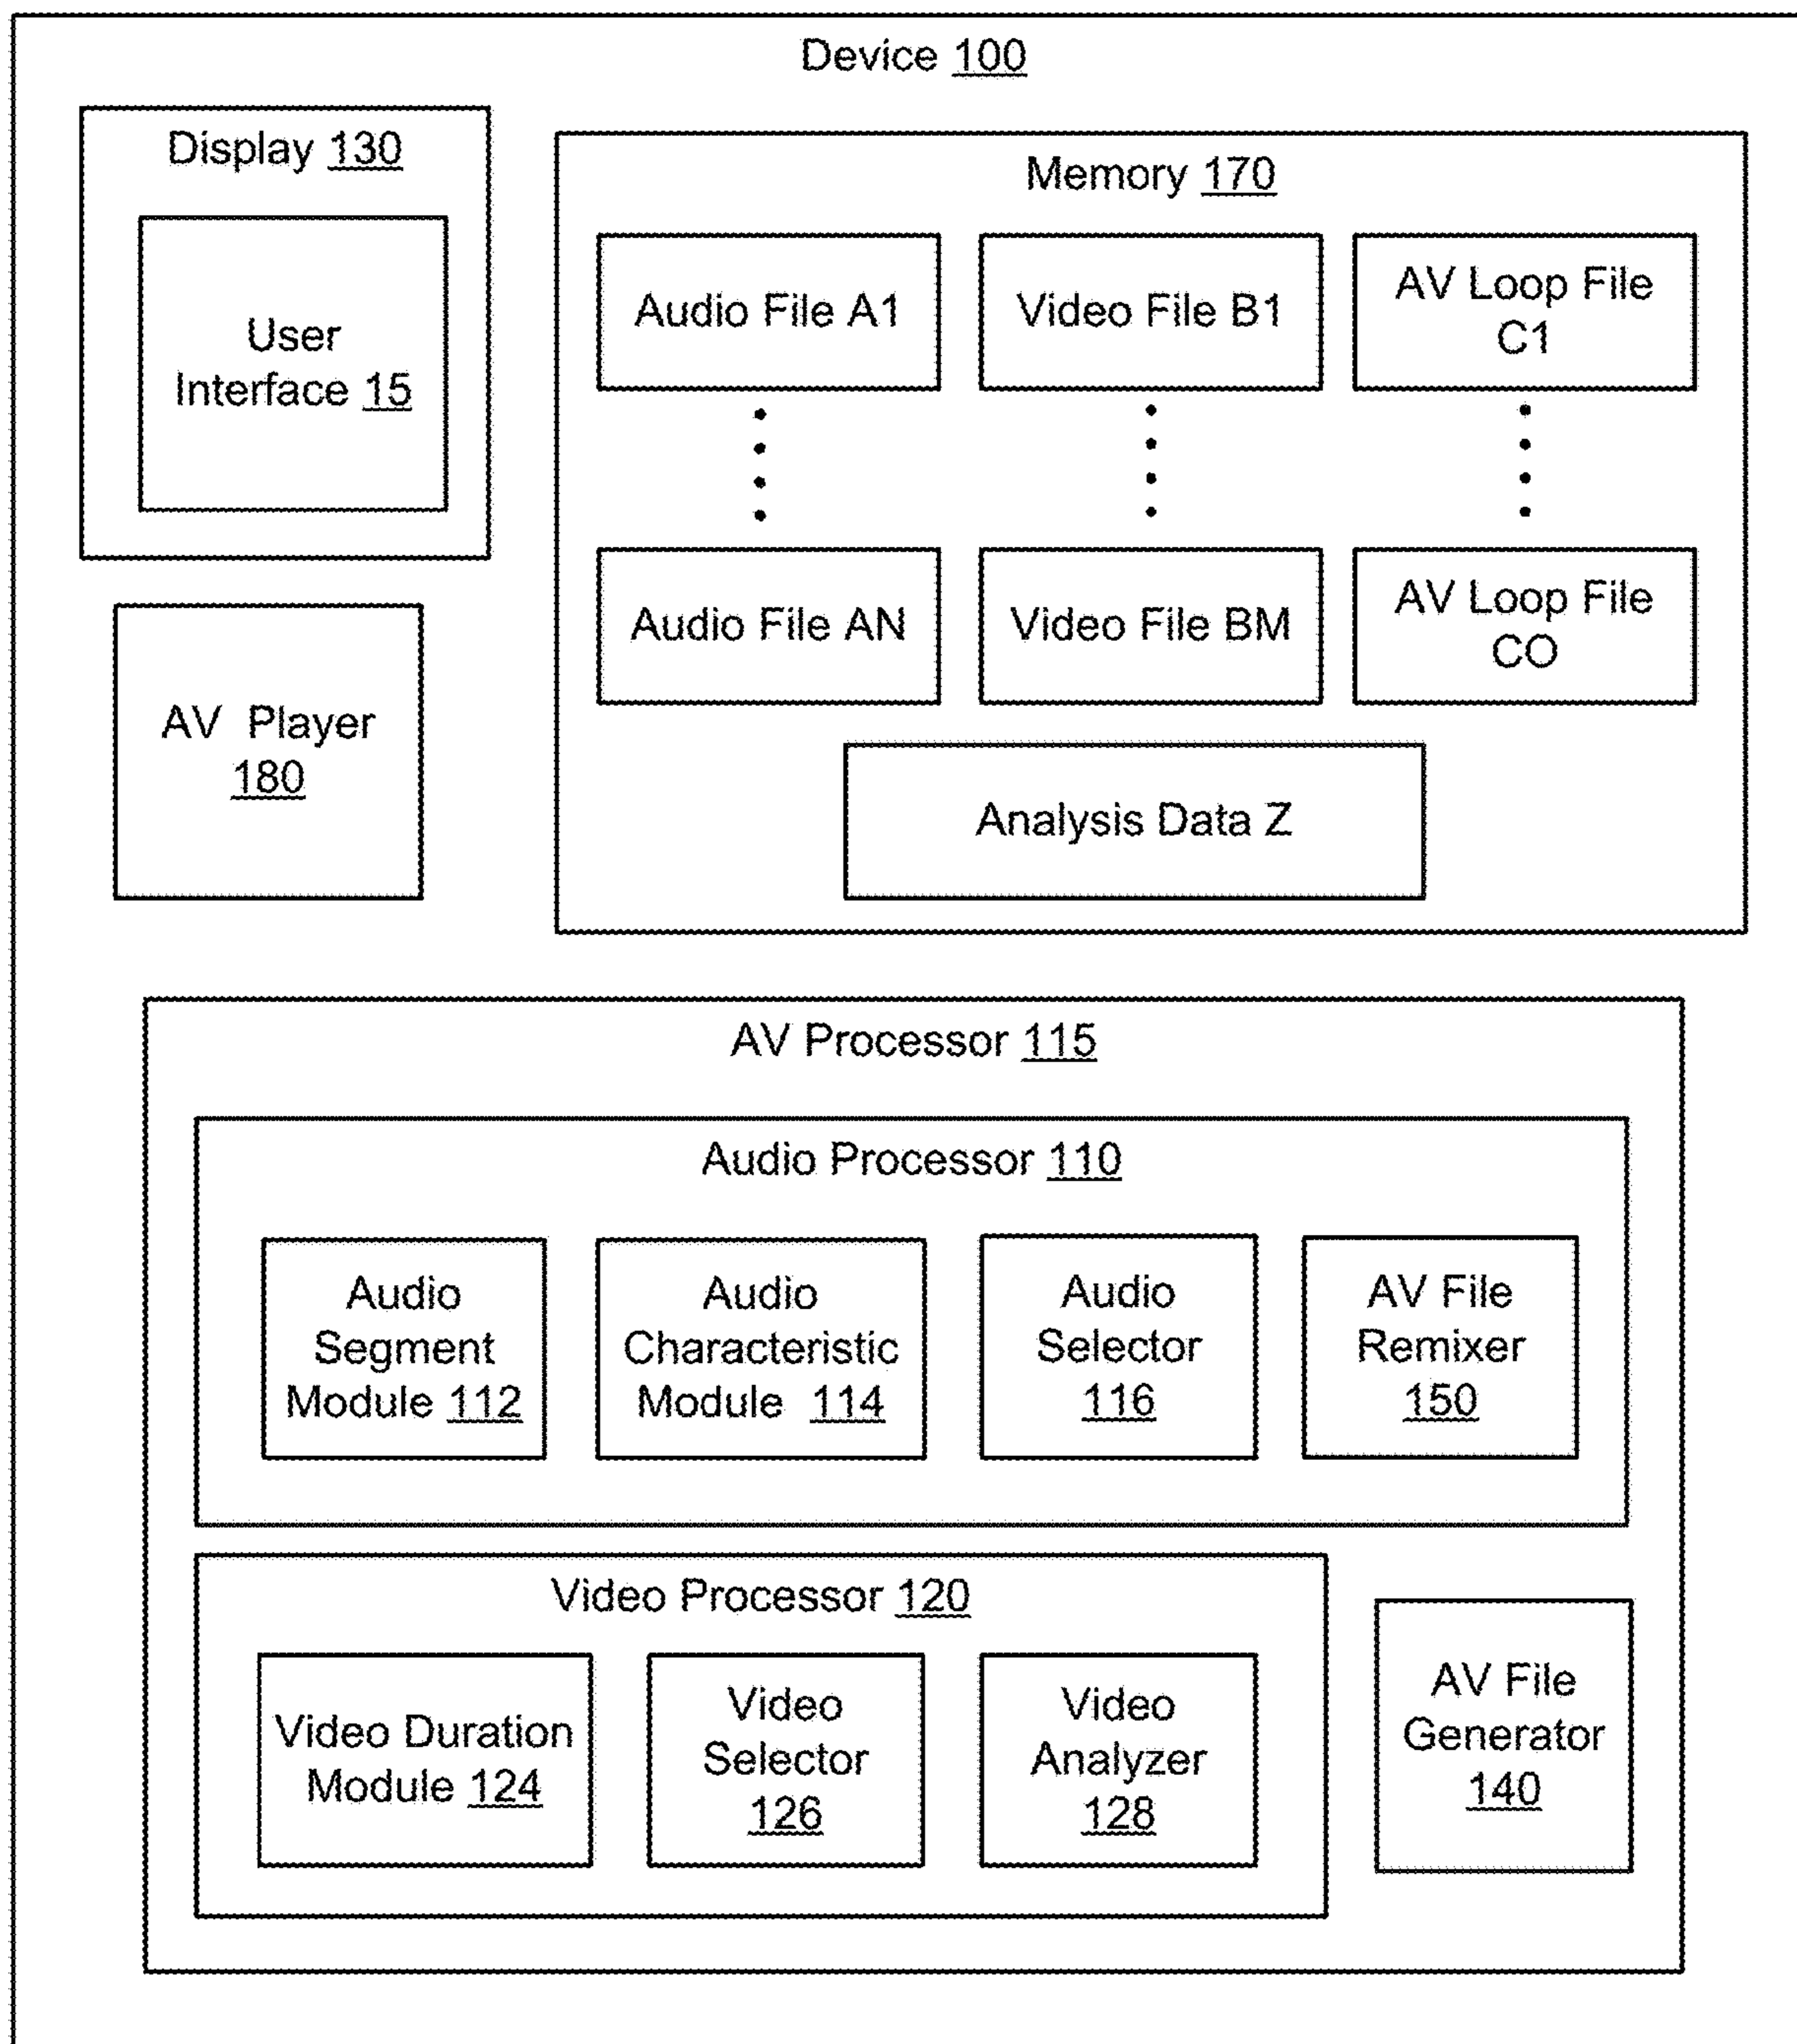 Device 100
Display 130
User
Interface 15
AV Player
180
Memory 170
Audio File A1
Video File B1
AV Loop File
C1
Audio File AN
Video File BM
AV Loop File
CO
Analysis Data Z
AV Processor 115
Audio Processor 110
Audio
Segment
Module 112
Audio
Characteristic
Module 114
Audio
Selector
116
AV File
Remixer
150
Video Processor 120
Video Duration
Module 124
Video
Selector
126
Video
Analyzer
128
AV File
Generator
140